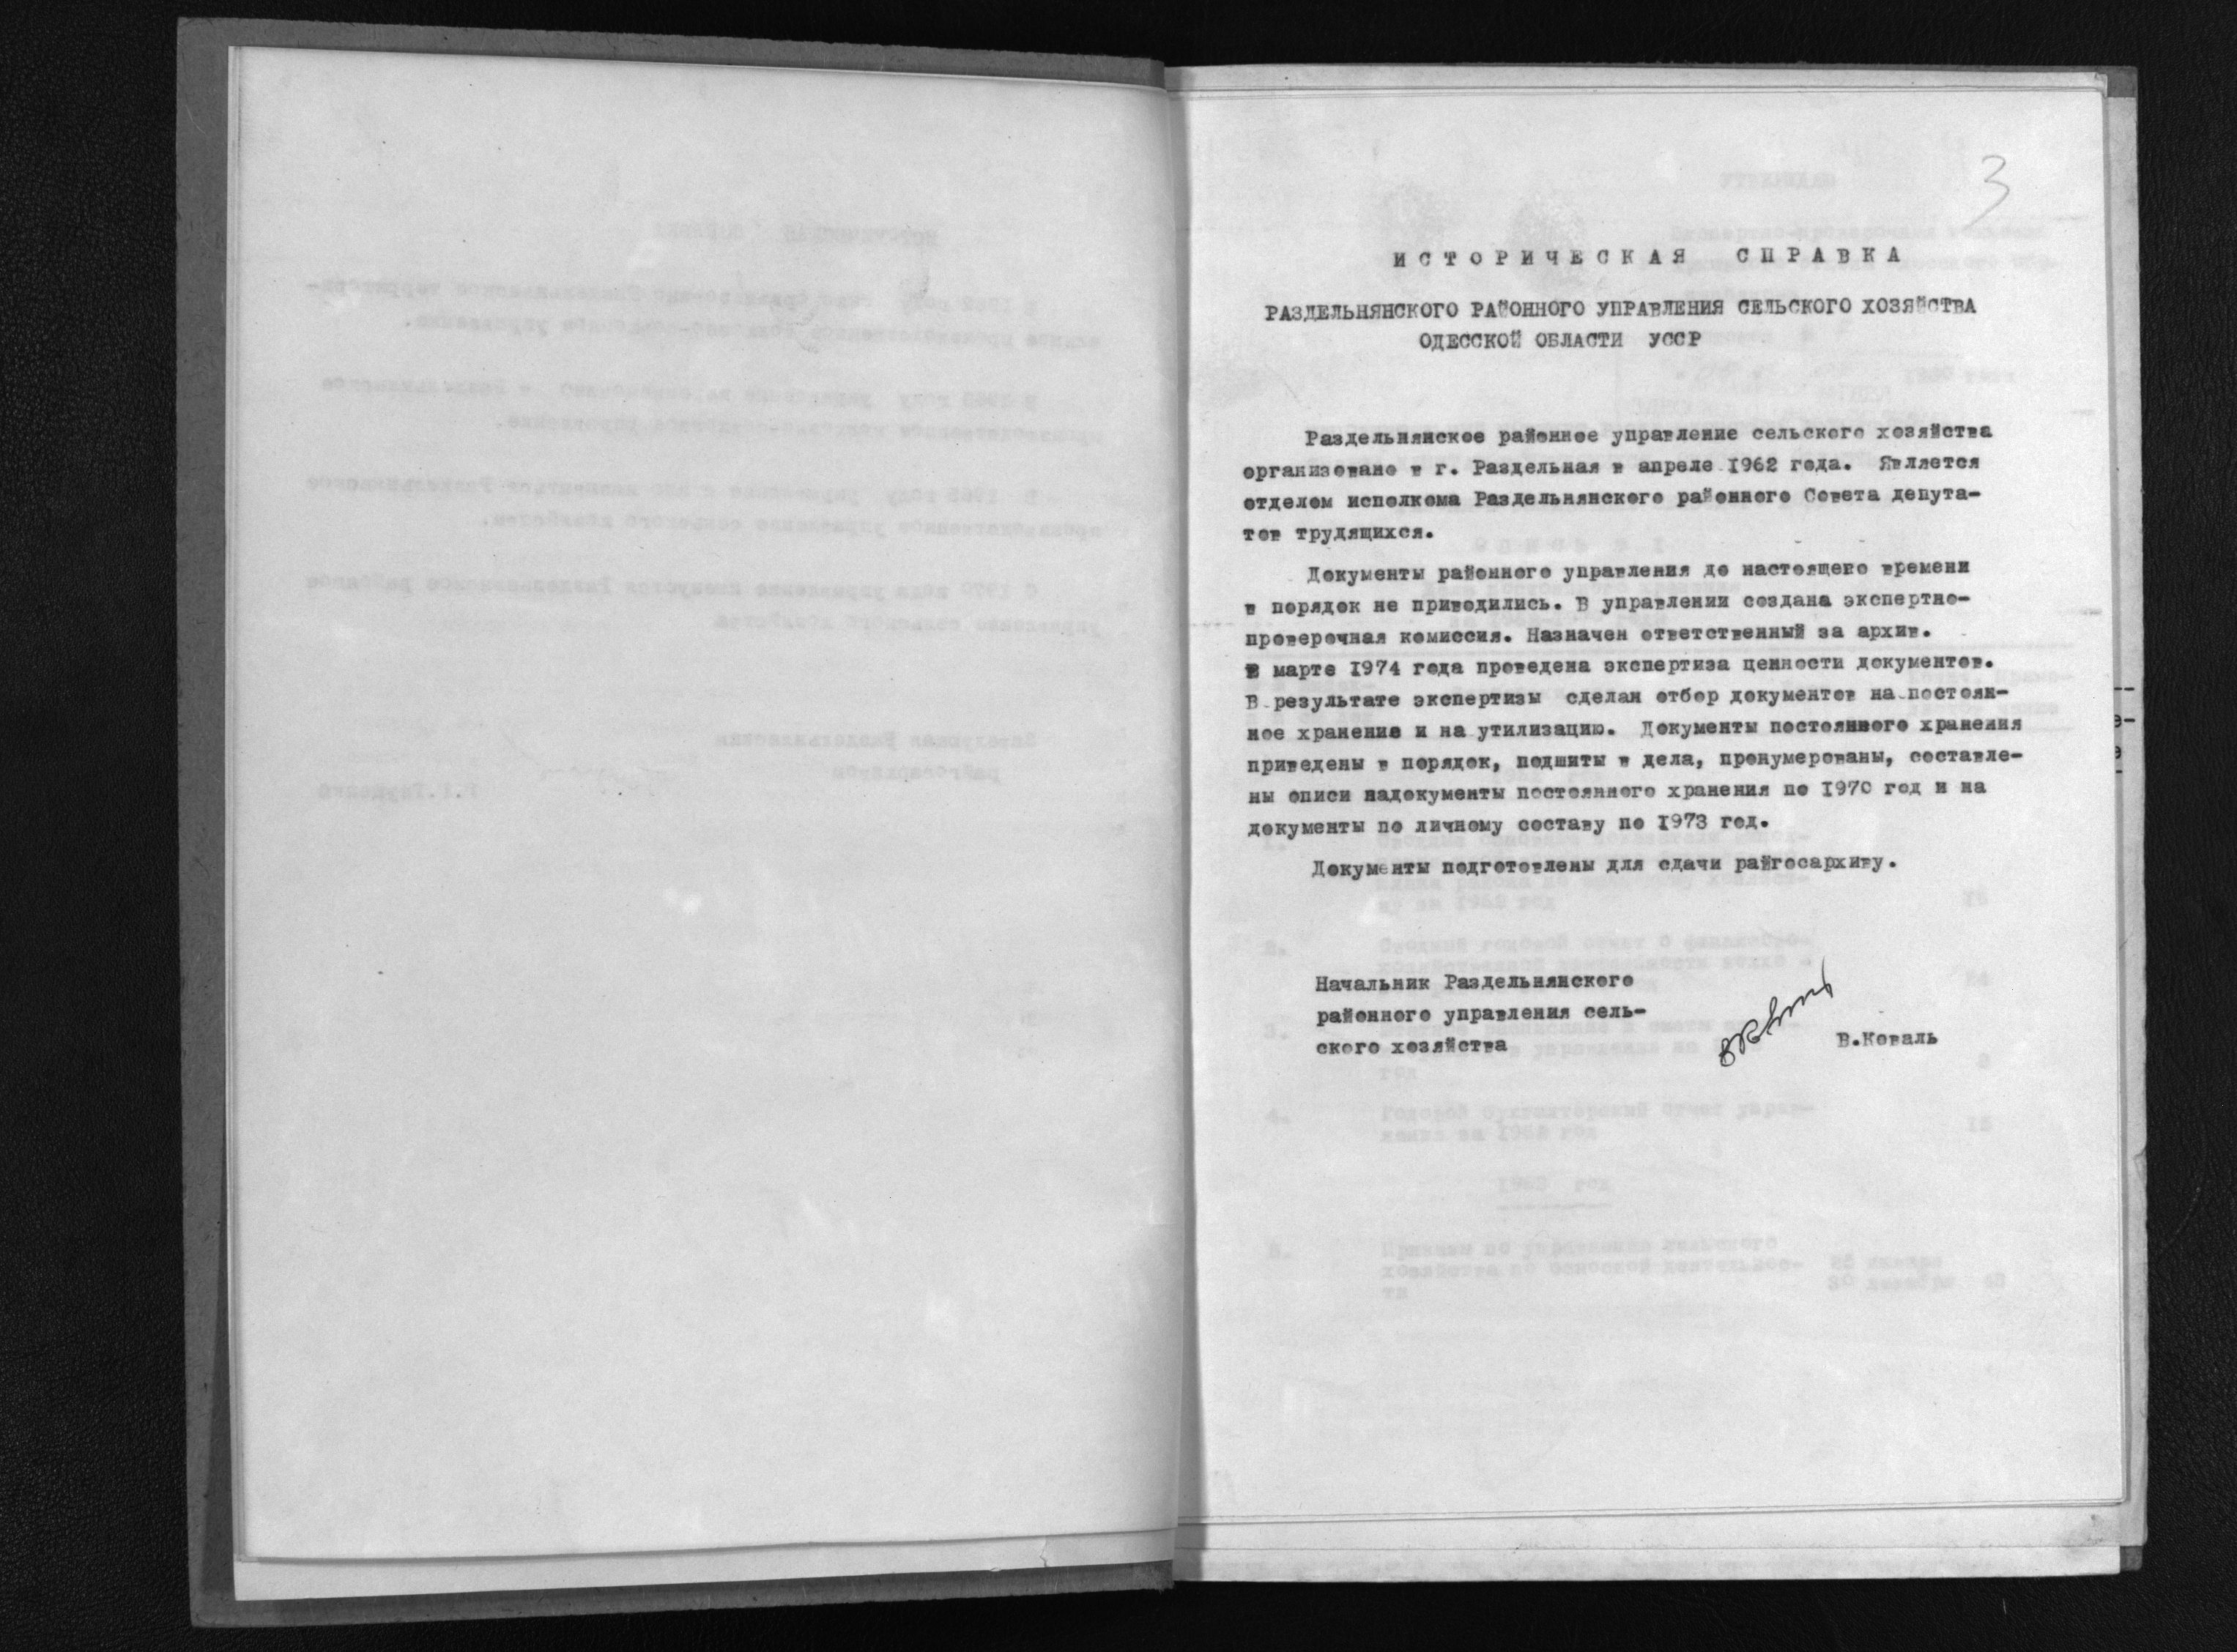 3
ИСТОРИЧЕСКАЯ СПРАВКА
РАЗДЕЛЬНЯНСКОГО РАЙОННОГО УПРАВЛЕНИЯ СЕЛЬСКОГО ХОЗЯЙСТВА
ОДЕССКОЙ ОБЛАСТИ УССР
Раздельнянское районное управление сельского хозяйства
организовано в г. Раздельная в апреле 1962 года. Является
отделом исполкома Раздельнянского районного Совета депута-
тов трудящихся.
Документы районного управления до настоящего времени
в порядок не приводились. В управлении создана экспертно-
проверочная комиссия. Назначен ответственный за архив.
В марте 1974 года проведена экспертиза ценности документов.
В результате экспертизы сделан отбор документов на постоян-
ное хранение и на утилизацию. Документы постоянного хранения
приведены в порядок, подшиты в дела, пронумерованы, составле-
ны описи надокументы постоянного хранения по 1970 год и на
документы по личному составу по 1973 год.
Документы подготовлены для сдачи райгосархиву.
Начальник Раздельнянского
районного управления сель-
ского хозяйства
В.Коваль